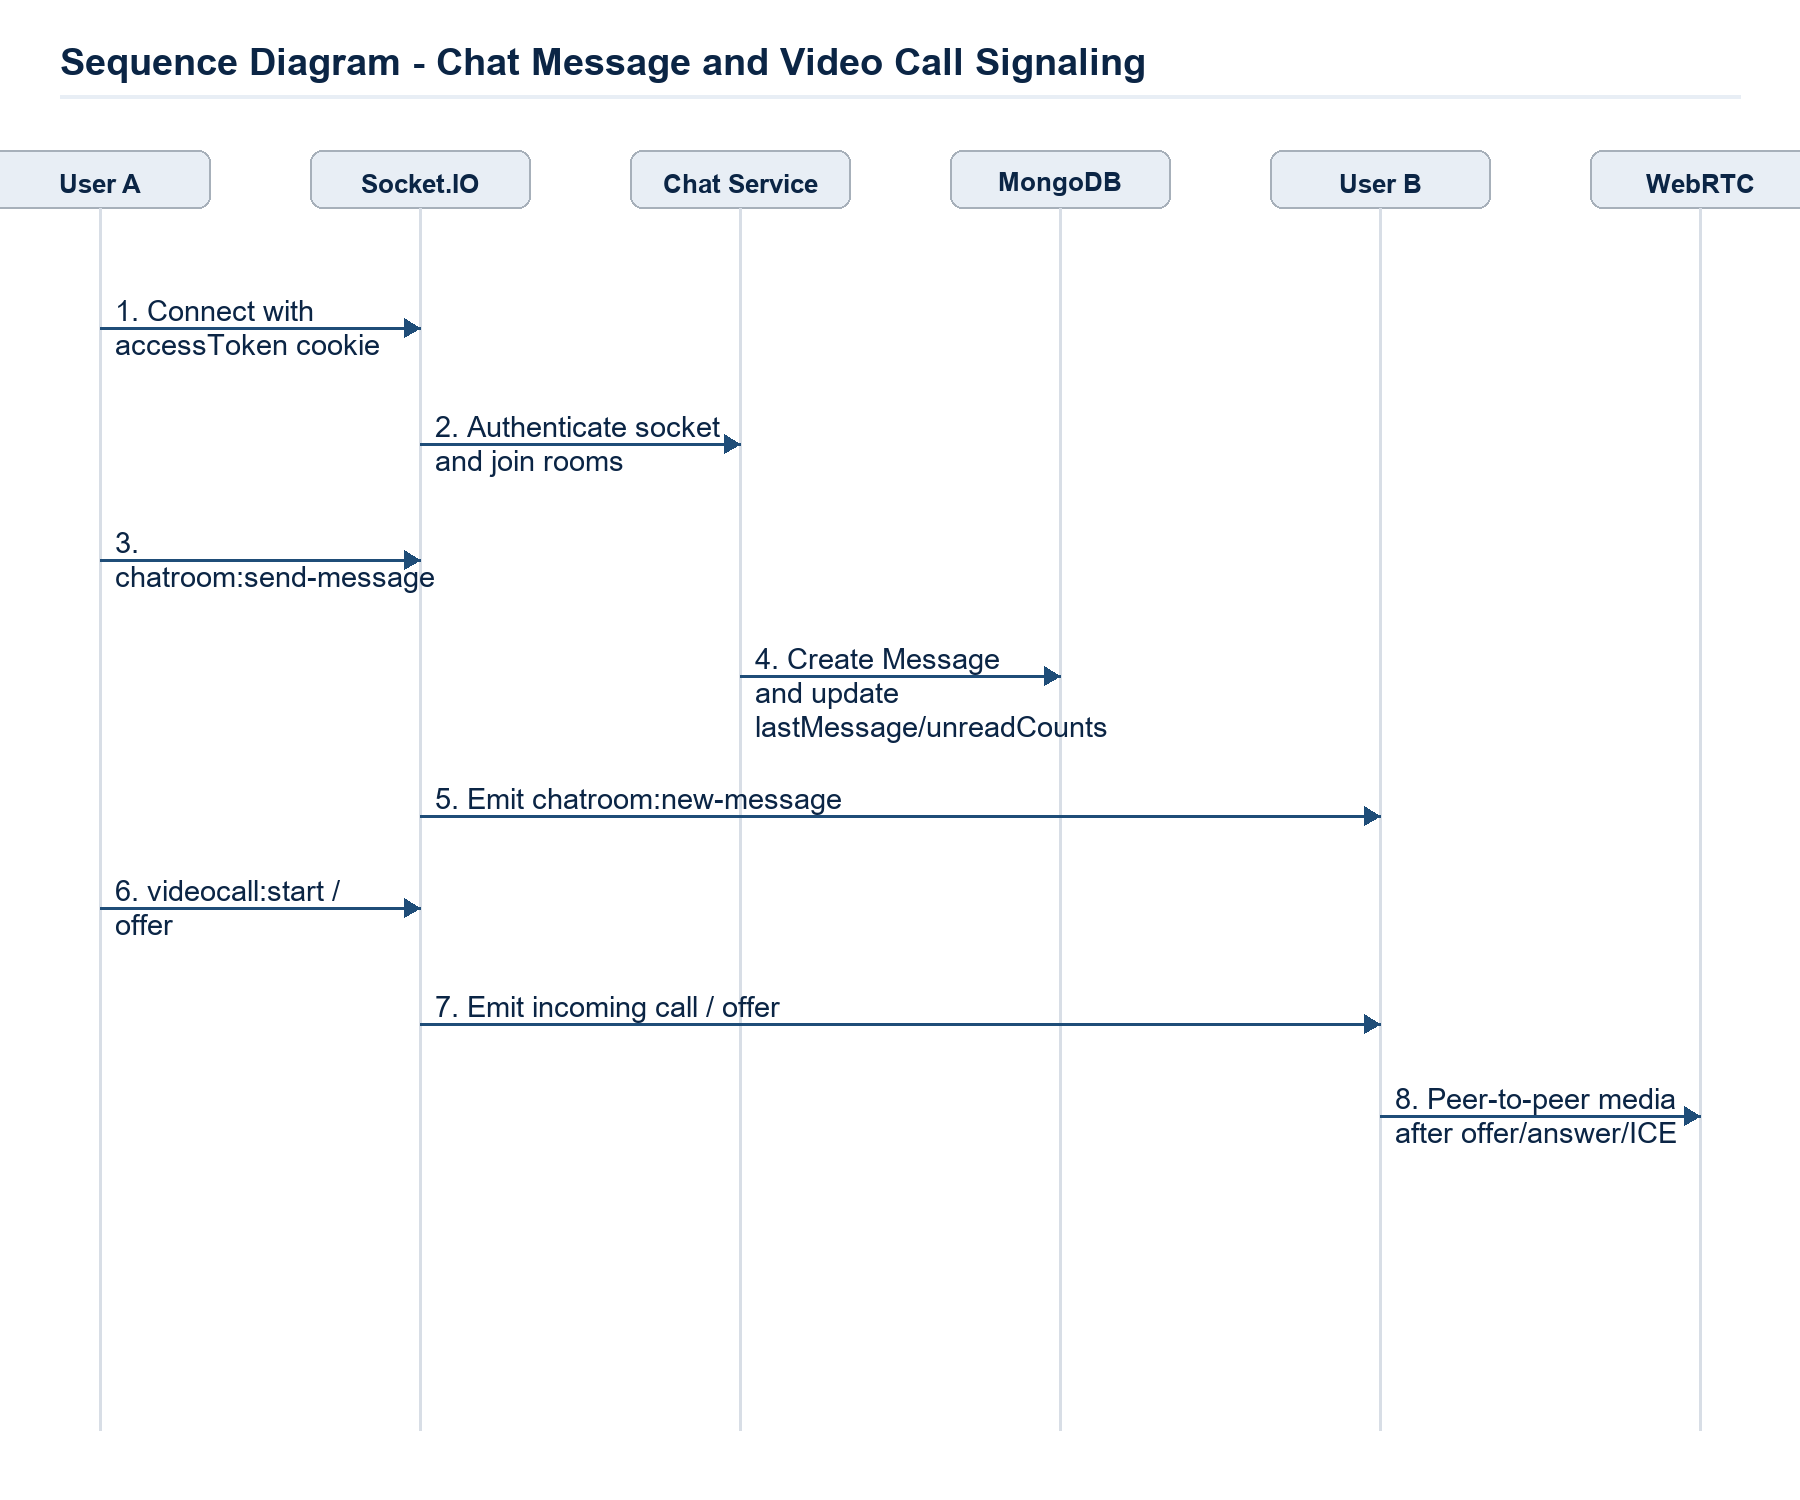 Sequence Diagram - Chat Message and Video Call Signaling
User A
Socket.IO
Chat Service
MongoDB
User B
WebRTC
1. Connect with
accessToken cookie
2. Authenticate socket
and join rooms
3.
chatroom:send-message
4. Create Message
and update
lastMessage/unreadCounts
5. Emit chatroom:new-message
6. videocall:start /
offer
7. Emit incoming call / offer
8. Peer-to-peer media
after offer/answer/ICE